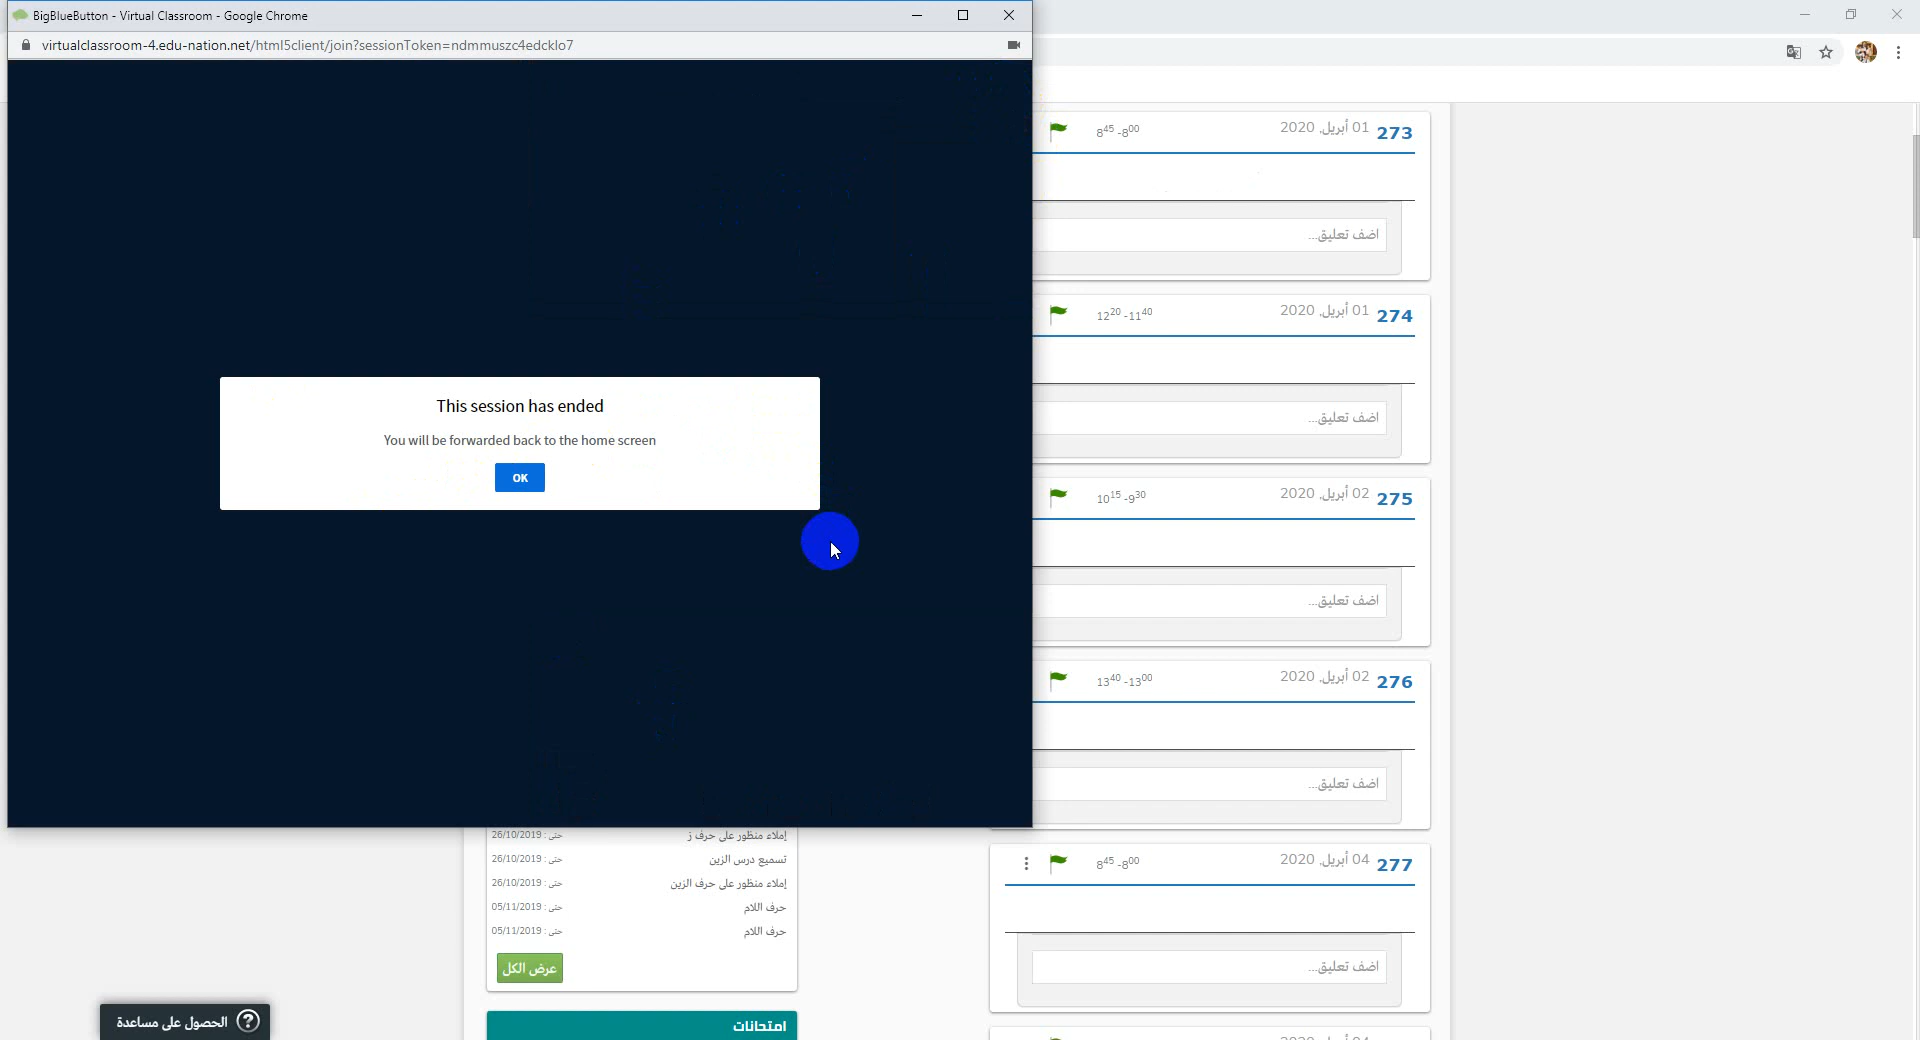 BigBlueButton - Virtual Classroom - Google Chrome
virtualclassroom-4.edu-nation.net/html5client/join?sessionToken=ndmmuszc4edcklo7
This session has ended
You will be forwarded back to the home screen
OK
273 01 أبريل, 2020 8⁴⁵ -8⁰⁰
اضف تعليق...
274 01 أبريل, 2020 12²⁰ -11⁴⁰
اضف تعليق...
275 02 أبريل, 2020 10¹⁵ -9³⁰
اضف تعليق...
276 02 أبريل, 2020 13⁴⁰ -13⁰⁰
اضف تعليق...
277 04 أبريل, 2020 8⁴⁵ -8⁰⁰
اضف تعليق...
إملاء منظور على حرف ز حتى : 26/10/2019
تسميع درس الزين حتى : 26/10/2019
إملاء منظور على حرف الزين حتى : 26/10/2019
حرف اللام حتى : 05/11/2019
حرف اللام حتى : 05/11/2019
عرض الكل
امتحانات
الحصول على مساعدة